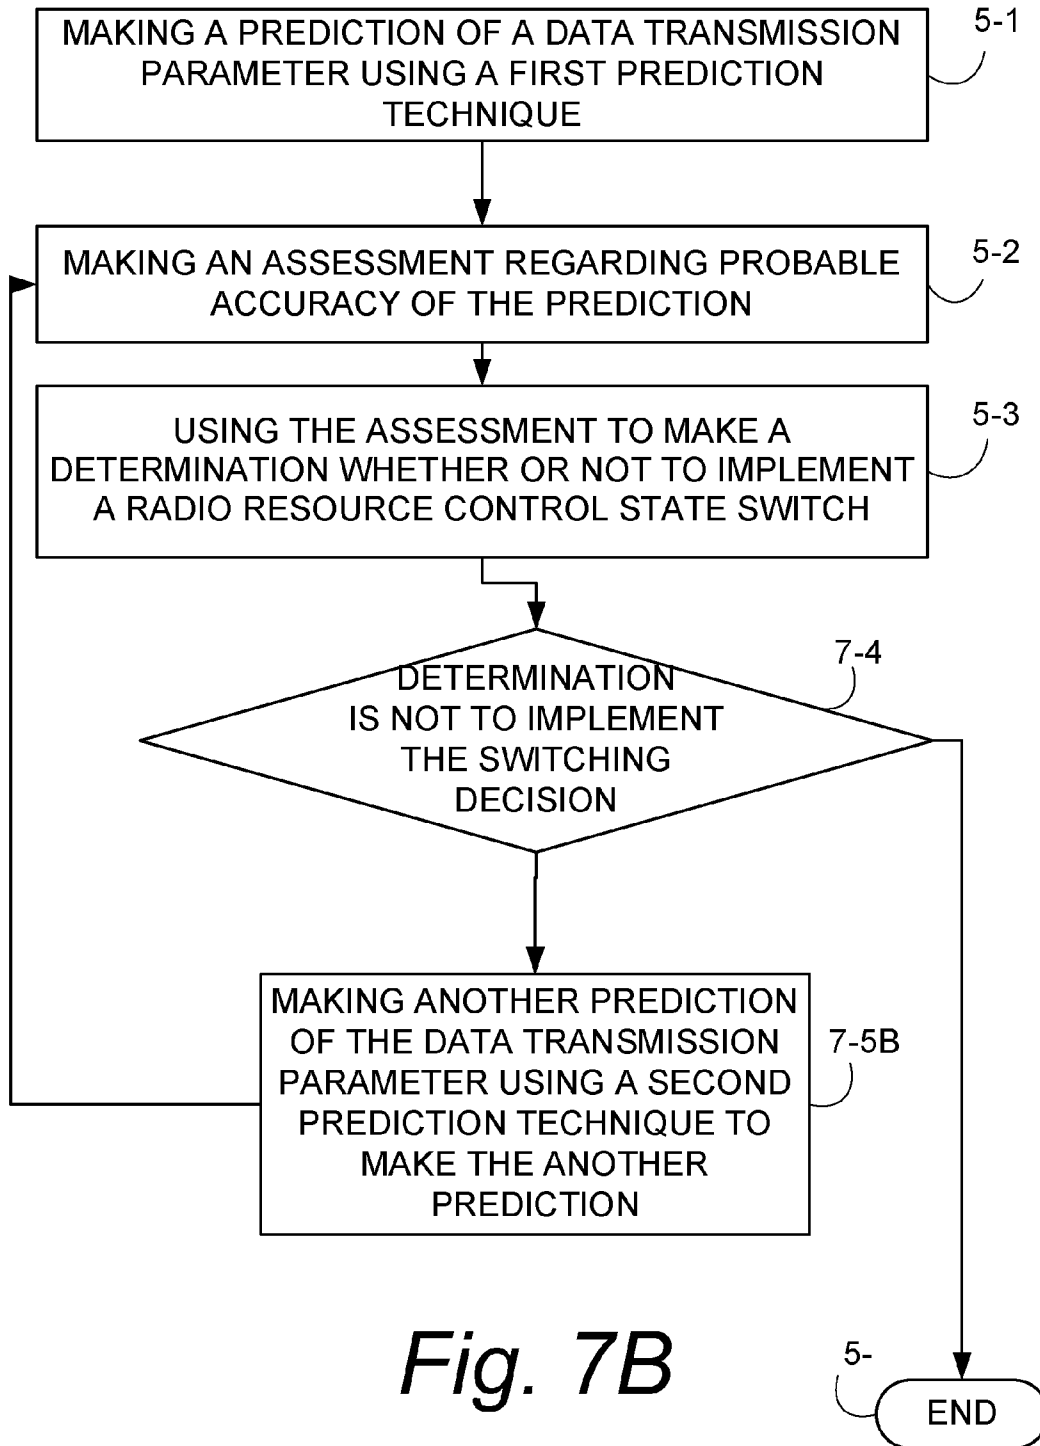 MAKING A PREDICTION OF A DATA TRANSMISSION
PARAMETER USING A FIRST PREDICTION
TECHNIQUE
5-1
MAKING AN ASSESSMENT REGARDING PROBABLE
ACCURACY OF THE PREDICTION
5-2
USING THE ASSESSMENT TO MAKE A
DETERMINATION WHETHER OR NOT TO IMPLEMENT
A RADIO RESOURCE CONTROL STATE SWITCH
5-3
DETERMINATION
IS NOT TO IMPLEMENT
THE SWITCHING
DECISION
7-4
MAKING ANOTHER PREDICTION
OF THE DATA TRANSMISSION
PARAMETER USING A SECOND
PREDICTION TECHNIQUE TO
MAKE THE ANOTHER
PREDICTION
7-5B
Fig. 7B
5-
END